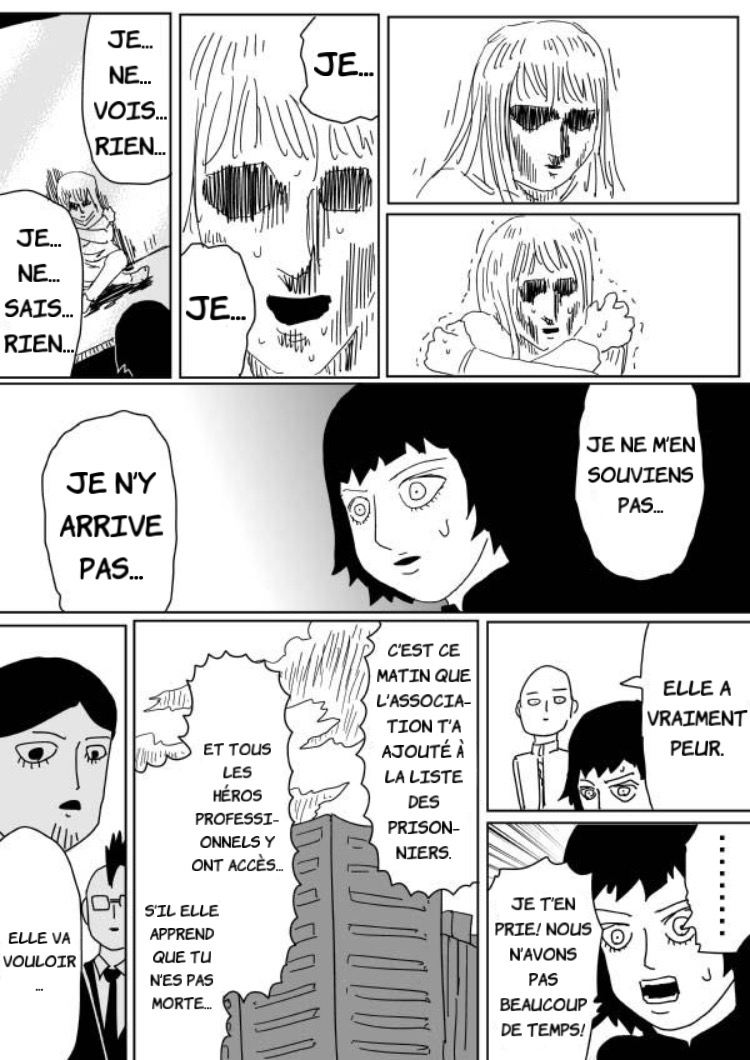 JE...
JE...
JE...
NE...
VOIS...
RIEN...
JE...
NE...
SAIS...
RIEN...
JE NE M'EN
SOUVIENS
PAS...
JE N'Y
ARRIVE
PAS...
ELLE A
VRAIMENT
PEUR.
.......
JE T'EN
PRIE! NOUS
N'AVONS
PAS
BEAUCOUP
DE TEMPS!
C'EST CE
MATIN QUE
L'ASSOCIA-
TION T'A
AJOUTÉ À
LA LISTE
DES
PRISON-
NIERS.
ET TOUS
LES
HÉROS
PROFESSI-
ONNELS Y
ONT ACCÈS...
S'IL ELLE
APPREND
QUE TU
N'ES PAS
MORTE...
ELLE VA
VOULOIR
...